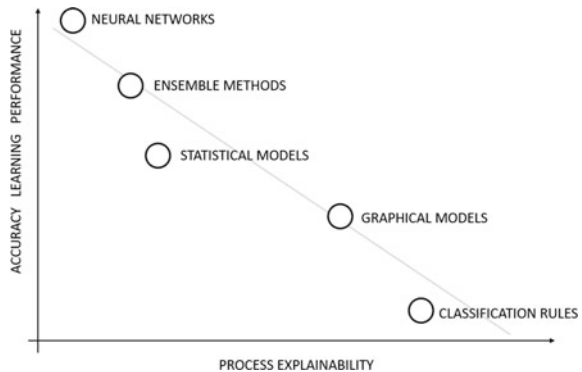 NEURAL NETWORKS
ENSEMBLE METHODS
STATISTICAL MODELS
GRAPHICAL MODELS
CLASSIFICATION RULES
ACCURACY LEARNING PERFORMANCE
PROCESS EXPLAINABILITY